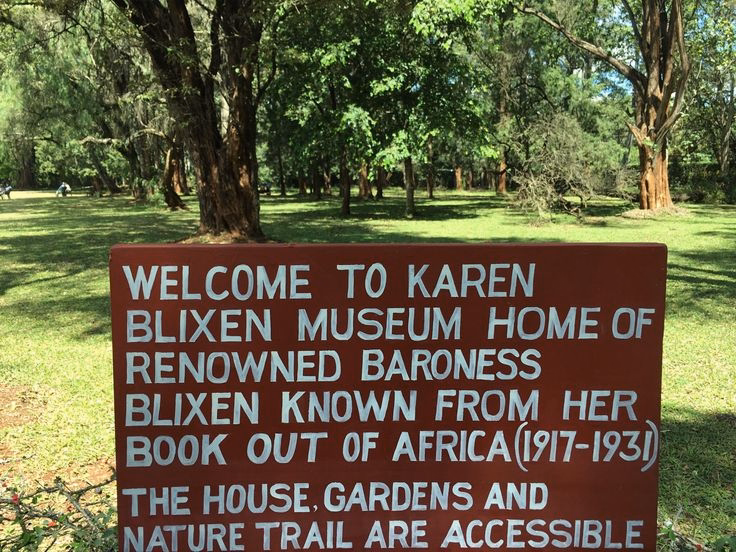 WELCOME TO KAREN
BLIXEN MUSEUM HOME OF
RENOWNED BARONESS
BLIXEN KNOWN FROM HER
BOOK OUT OF AFRICA (1917-1931)
THE HOUSE, GARDENS AND
NATURE TRAIL ARE ACCESSIBLE